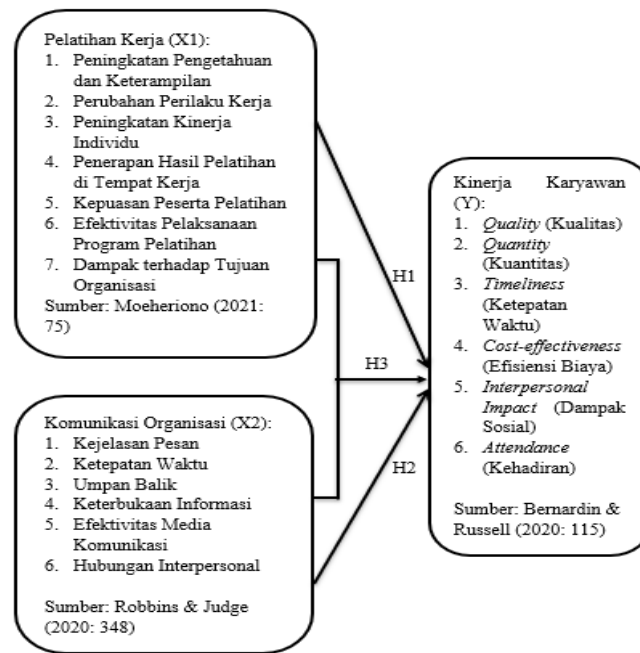 Pelatihan Kerja (X1):
1. Peningkatan Pengetahuan
dan Keterampilan
2. Perubahan Perilaku Kerja
3. Peningkatan Kinerja
Individu
4. Penerapan Hasil Pelatihan
di Tempat Kerja
5. Kepuasan Peserta Pelatihan
6. Efektivitas Pelaksanaan
Program Pelatihan
7. Dampak terhadap Tujuan
Organisasi
Sumber: Moeheriono (2021:
75)
Komunikasi Organisasi (X2):
1. Kejelasan Pesan
2. Ketepatan Waktu
3. Umpan Balik
4. Keterbukaan Informasi
5. Efektivitas Media
Komunikasi
6. Hubungan Interpersonal
Sumber: Robbins & Judge
(2020: 348)
H1
H3
H2
Kinerja Karyawan
(Y):
1. Quality (Kualitas)
2. Quantity
(Kuantitas)
3. Timeliness
(Ketepatan
Waktu)
4. Cost-effectiveness
(Efisiensi Biaya)
5. Interpersonal
Impact (Dampak
Sosial)
6. Attendance
(Kehadiran)
Sumber: Bernardin &
Russell (2020: 115)